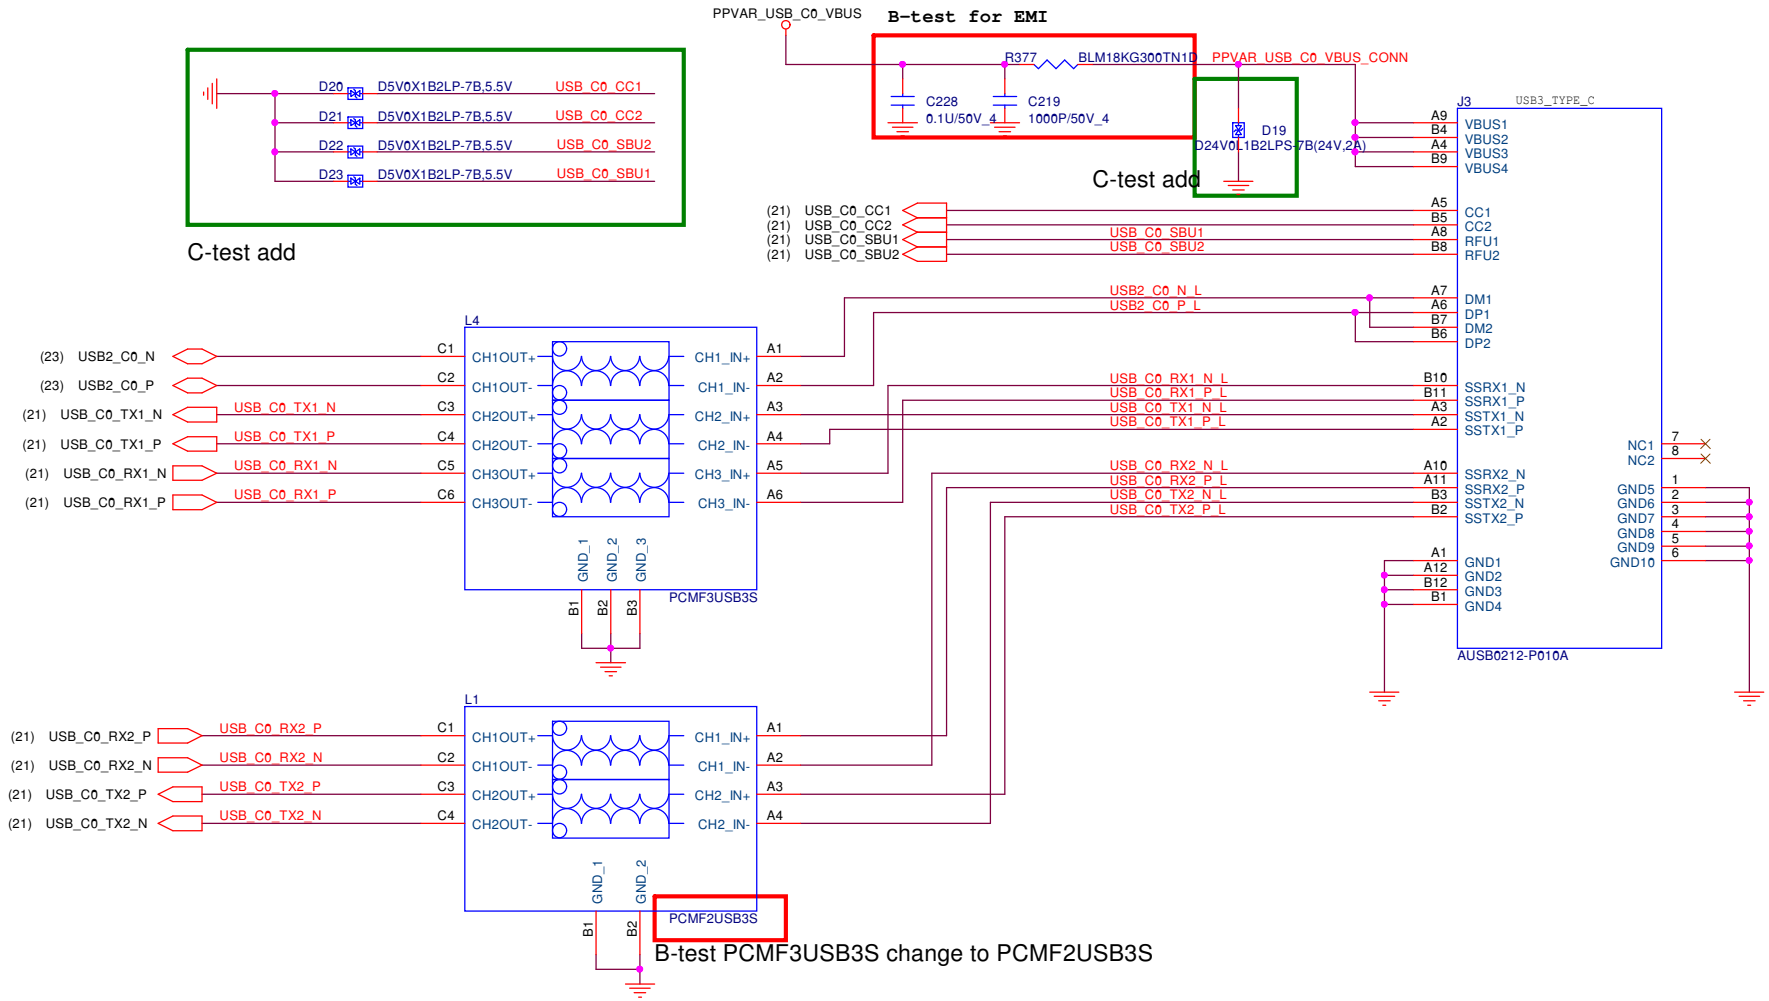 PPVAR_USB_C0_VBUS
B-test for EMI
R377
BLM18KG300TN1D
PPVAR_USB_C0_VBUS_CONN
C228
0.1U/50V_4
C219
1000P/50V_4
D19
D24V0L1B2LPS-7B(24V,2A)
C-test add
D20 D5V0X1B2LP-7B,5.5V USB_C0_CC1
D21 D5V0X1B2LP-7B,5.5V USB_C0_CC2
D22 D5V0X1B2LP-7B,5.5V USB_C0_SBU2
D23 D5V0X1B2LP-7B,5.5V USB_C0_SBU1
C-test add
J3
USB3_TYPE_C
A9 VBUS1
B4 VBUS2
A4 VBUS3
B9 VBUS4
(21) USB_C0_CC1 A5 CC1
(21) USB_C0_CC2 B5 CC2
(21) USB_C0_SBU1 USB_C0_SBU1 A8 RFU1
(21) USB_C0_SBU2 USB_C0_SBU2 B8 RFU2
USB2_C0_N_L A7 DM1
USB2_C0_P_L A6 DP1
B7 DM2
B6 DP2
USB_C0_RX1_N_L B10 SSRX1_N
USB_C0_RX1_P_L B11 SSRX1_P
USB_C0_TX1_N_L A3 SSTX1_N
USB_C0_TX1_P_L A2 SSTX1_P
USB_C0_RX2_N_L A10 SSRX2_N
USB_C0_RX2_P_L A11 SSRX2_P
USB_C0_TX2_N_L B3 SSTX2_N
USB_C0_TX2_P_L B2 SSTX2_P
A1 GND1
A12 GND2
B12 GND3
B1 GND4
NC1 7
NC2 8
GND5 1
GND6 2
GND7 3
GND8 4
GND9 5
GND10 6
AUSB0212-P010A
L4
(23) USB2_C0_N C1 CH1OUT+ CH1_IN+ A1
(23) USB2_C0_P C2 CH1OUT- CH1_IN- A2
(21) USB_C0_TX1_N USB_C0_TX1_N C3 CH2OUT+ CH2_IN+ A3
(21) USB_C0_TX1_P USB_C0_TX1_P C4 CH2OUT- CH2_IN- A4
(21) USB_C0_RX1_N USB_C0_RX1_N C5 CH3OUT+ CH3_IN+ A5
(21) USB_C0_RX1_P USB_C0_RX1_P C6 CH3OUT- CH3_IN- A6
GND_1 GND_2 GND_3
B1 B2 B3
PCMF3USB3S
L1
(21) USB_C0_RX2_P USB_C0_RX2_P C1 CH1OUT+ CH1_IN+ A1
(21) USB_C0_RX2_N USB_C0_RX2_N C2 CH1OUT- CH1_IN- A2
(21) USB_C0_TX2_P USB_C0_TX2_P C3 CH2OUT+ CH2_IN+ A3
(21) USB_C0_TX2_N USB_C0_TX2_N C4 CH2OUT- CH2_IN- A4
GND_1 GND_2
B1 B2
PCMF2USB3S
B-test PCMF3USB3S change to PCMF2USB3S